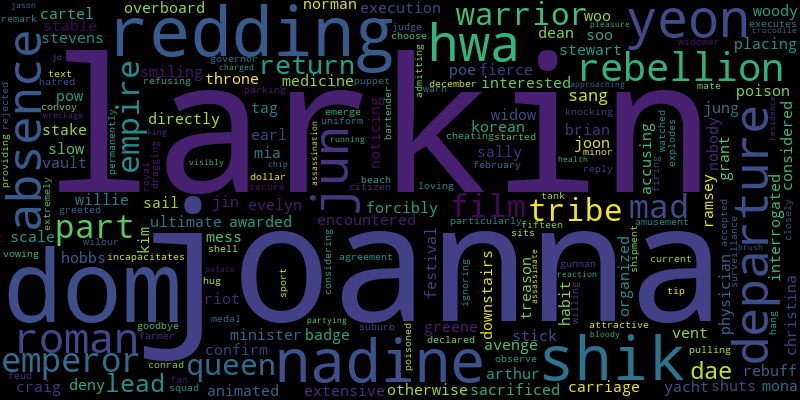 larkin
joanna
redding
hwa
yeon
warrior
rebellion
return
film
tribe
mad
jun
absence
empire
part
dom
roman
emperor
queen
lead
nadine
shik
departure
cartel
stable
stevens
overboard
norman
execution
judge
remark
smiling
throne
medicine
puppet
poe
fierce
interested
dean
woo
soo
stewart
woody
executes
crocodile
jason
pleasure
widower
placing
hatred
text
refusing
governor
charged
choose
admitting
warn
december
approaching
mate
poison
jo
parking
pow
convoy
wreckage
stake
slow
vault
directly
tag
earl
mia
noticing
bartender
widow
korean
cheating
started
sang
knocking
brian
joon
minor
jung
nobody
grant
considered
providing
rejected
extremely
permanently
king
royal
dragging
visibly
dollar
secure
assassination
uniform
emerge
running
chip
beach
citizen
loving
sally
february
health
reply
accusing
firing
watched
explodes
ramsey
closely
residence
willie
greeted
wilbur
sail
jin
evelyn
encountered
forcibly
particularly
fifteen
tank
sits
amusement
current
tip
interrogated
accepted
surveillance
brush
physician
scale
kim
ultimate
awarded
mess
shell
hug
considering
agreement
festival
ignoring
downstairs
treason
assassinate
gunman
reaction
habit
willing
organized
shipment
hobbs
incapacitates
goodbye
farmer
riot
palace
medal
sport
partying
minister
badge
suburb
poisoned
greene
declared
stick
observe
attractive
bloody
vent
pulling
hang
christina
feud
craig
deny
conrad
fan
squad
animated
confirm
extensive
avenge
otherwise
arthur
sacrificed
carriage
dae
rebuff
yacht
shuts
mona